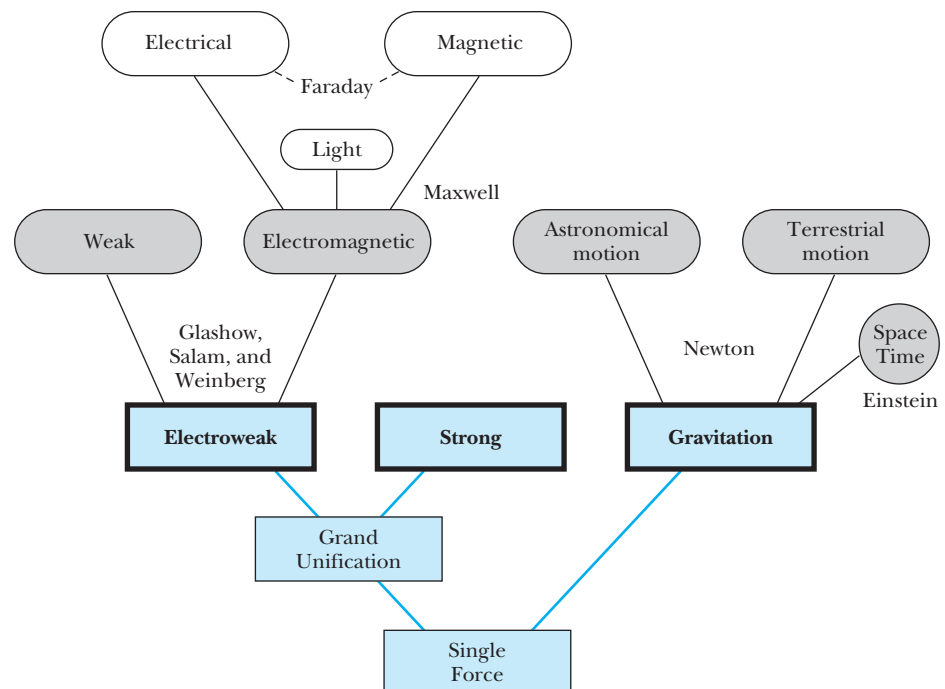 Electrical
Magnetic
Faraday
Light
Maxwell
Weak
Electromagnetic
Astronomical
motion
Terrestrial
motion
Glashow,
Salam, and
Weinberg
Newton
Space
Time
Einstein
Electroweak
Strong
Gravitation
Grand
Unification
Single
Force